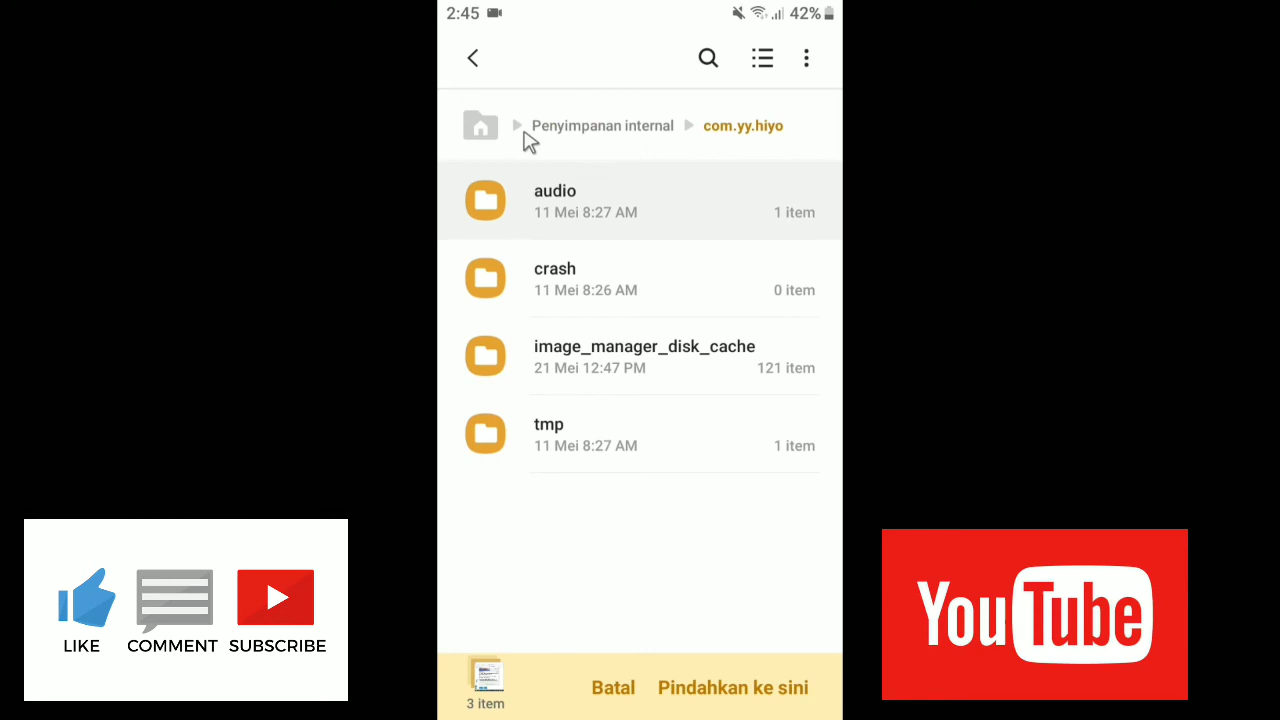 2:45
42%
Penyimpanan internal
com.yy.hiyo
audio
11 Mei 8:27 AM
1 item
crash
11 Mei 8:26 AM
0 item
image_manager_disk_cache
21 Mei 12:47 PM
121 item
tmp
11 Mei 8:27 AM
1 item
3 item
Batal
Pindahkan ke sini
LIKE
COMMENT
SUBSCRIBE
YouTube